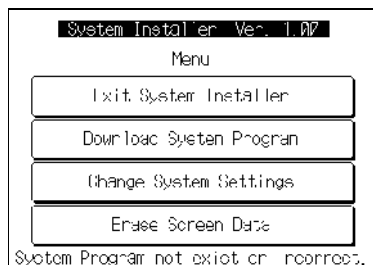 System Installer Ver. 1.00
Menu
Exit System Installer
Download System Program
Change System Settings
Erase Screen Data
System Program not exist or incorrect.